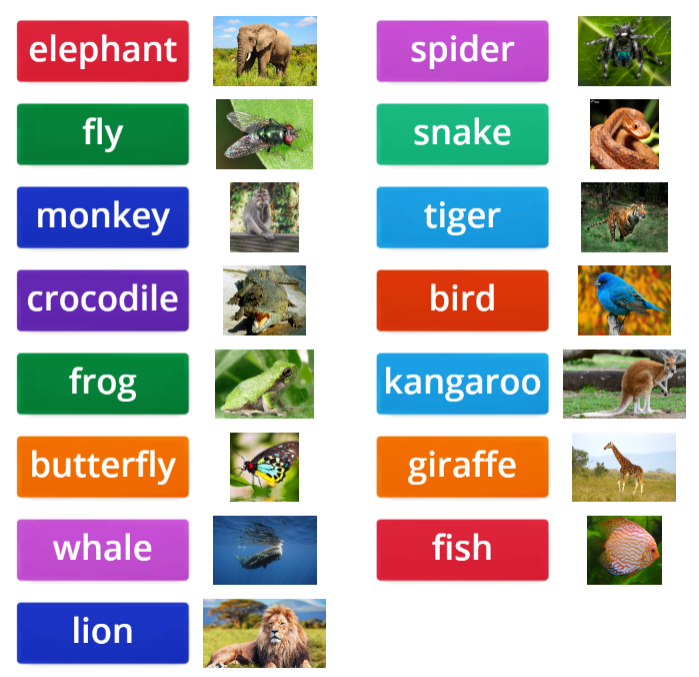 elephant
fly
monkey
crocodile
frog
butterfly
whale
lion
spider
snake
tiger
bird
kangaroo
giraffe
fish